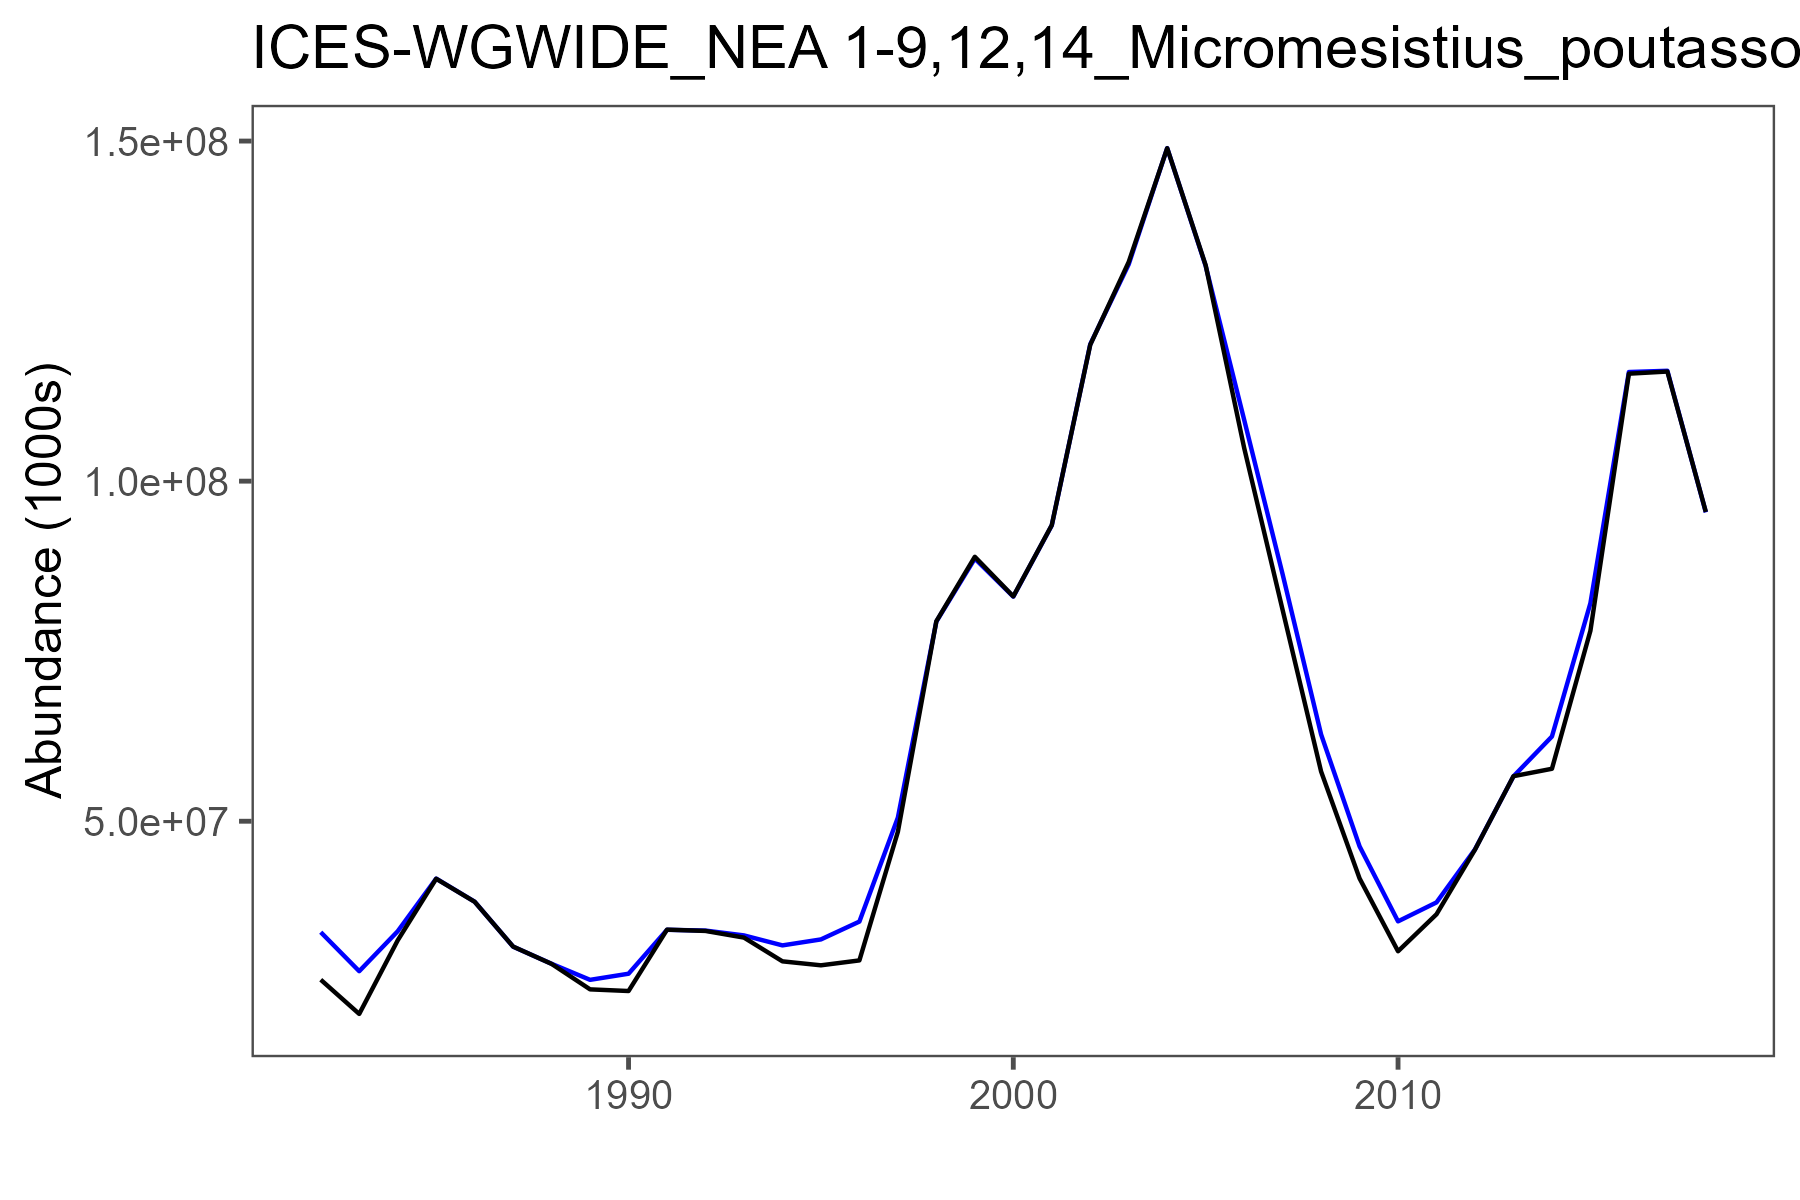 ICES-WGWIDE_NEA 1-9,12,14_Micromesistius_poutasso
1.5e+08
1.0e+08
5.0e+07
Abundance (1000s)
1990
2000
2010